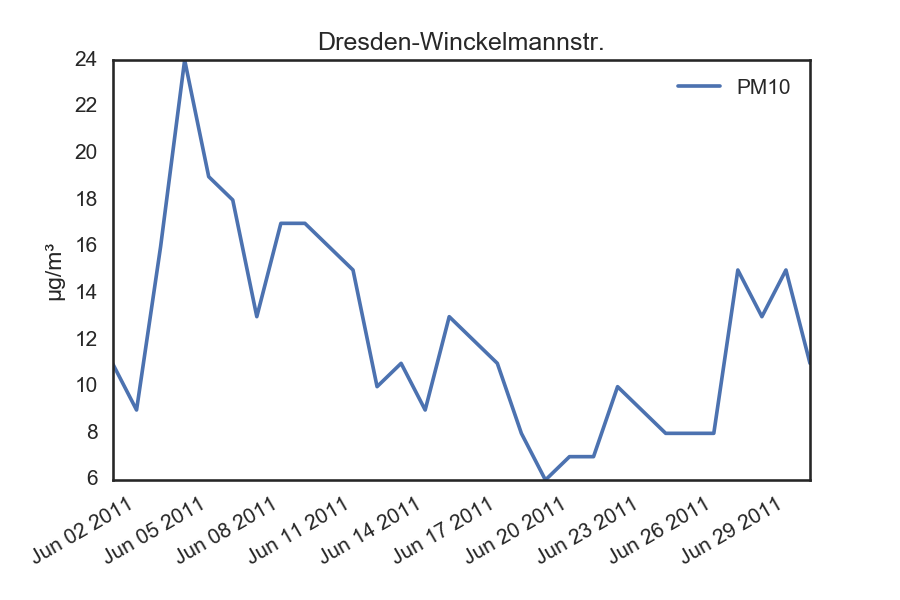 Dresden-Winckelmannstr.
PM10
µg/m³
24
22
20
18
16
14
12
10
8
6
Jun 02 2011
Jun 05 2011
Jun 08 2011
Jun 11 2011
Jun 14 2011
Jun 17 2011
Jun 20 2011
Jun 23 2011
Jun 26 2011
Jun 29 2011